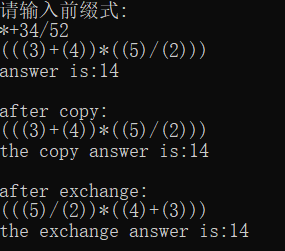 请输入前缀式:
*+34/52
(((3)+(4))*((5)/(2)))
answer is:14
after copy:
(((3)+(4))*((5)/(2)))
the copy answer is:14
after exchange:
(((5)/(2))*((4)+(3)))
the exchange answer is:14